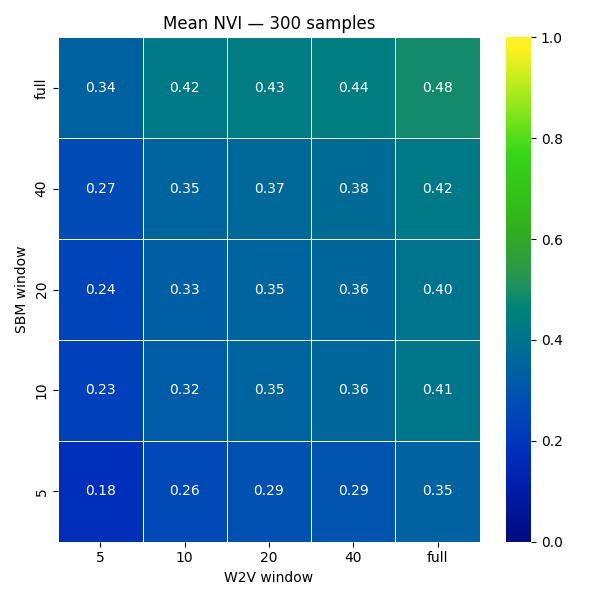 Mean NVI — 300 samples
full 0.34 0.42 0.43 0.44 0.48
40 0.27 0.35 0.37 0.38 0.42
20 0.24 0.33 0.35 0.36 0.40
10 0.23 0.32 0.35 0.36 0.41
5 0.18 0.26 0.29 0.29 0.35
5 10 20 40 full
W2V window
SBM window
1.0
0.8
0.6
0.4
0.2
0.0